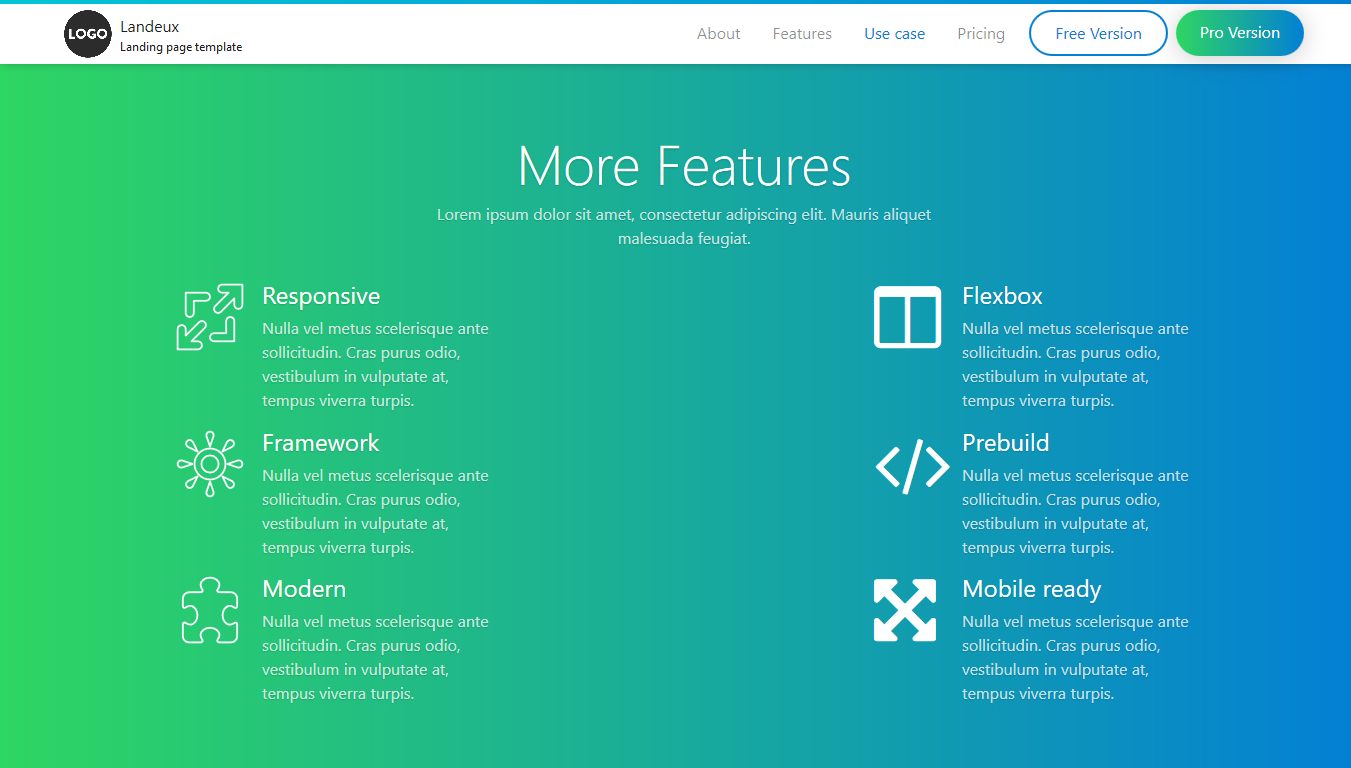 LOGO
Landeux
Landing page template
About
Features
Use case
Pricing
Free Version
Pro Version
More Features
Lorem ipsum dolor sit amet, consectetur adipiscing elit. Mauris aliquet
malesuada feugiat.
Responsive
Nulla vel metus scelerisque ante
sollicitudin. Cras purus odio,
vestibulum in vulputate at,
tempus viverra turpis.
Framework
Nulla vel metus scelerisque ante
sollicitudin. Cras purus odio,
vestibulum in vulputate at,
tempus viverra turpis.
Modern
Nulla vel metus scelerisque ante
sollicitudin. Cras purus odio,
vestibulum in vulputate at,
tempus viverra turpis.
Flexbox
Nulla vel metus scelerisque ante
sollicitudin. Cras purus odio,
vestibulum in vulputate at,
tempus viverra turpis.
Prebuild
Nulla vel metus scelerisque ante
sollicitudin. Cras purus odio,
vestibulum in vulputate at,
tempus viverra turpis.
Mobile ready
Nulla vel metus scelerisque ante
sollicitudin. Cras purus odio,
vestibulum in vulputate at,
tempus viverra turpis.